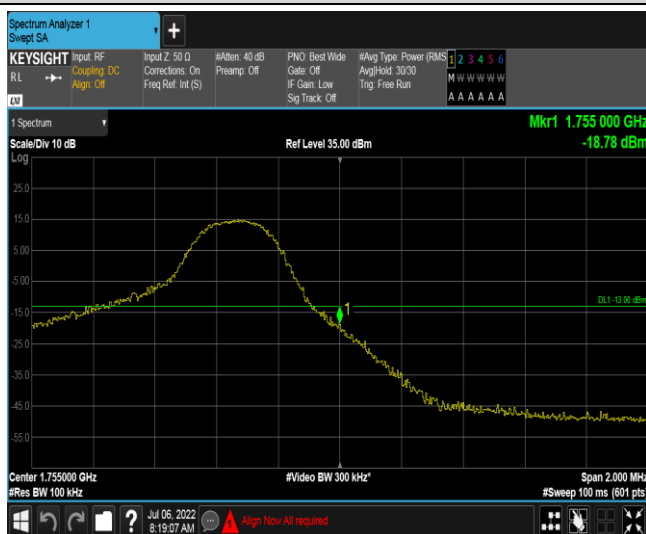 Spectrum Analyzer 1
Swept SA
KEYSIGHT
RL
LXI
Input: RF
Coupling: DC
Align: Off
Input Z: 50 Ω
Corrections: On
Freq Ref: Int (S)
#Atten: 40 dB
Preamp: Off
PNO: Best Wide
Gate: Off
IF Gain: Low
Sig Track: Off
#Avg Type: Power (RMS
Avg|Hold: 30/30
Trig: Free Run
1 2 3 4 5 6
M W W W W W
A A A A A A
1 Spectrum
Mkr1 1.755 000 GHz
Scale/Div 10 dB
Ref Level 35.00 dBm
-18.78 dBm
Log
25.0
15.0
5.00
-5.00
1
DL1 -13.00 dBm
-15.0
-25.0
-35.0
-45.0
-55.0
Center 1.755000 GHz
#Video BW 300 kHz*
Span 2.000 MHz
#Res BW 100 kHz
#Sweep 100 ms (601 pts)
?
Jul 06, 2022
8:19:07 AM
Align Now All required